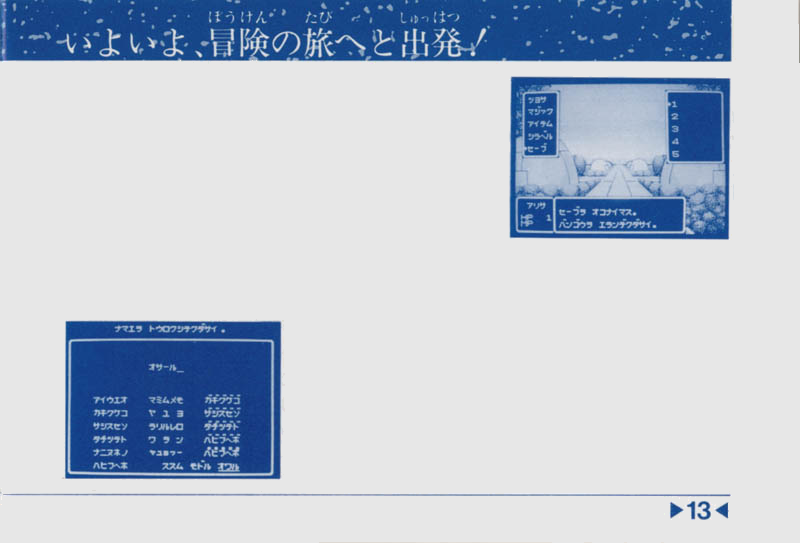 ぼうけん たび しゅっぱつ
いよいよ、冒険の旅へと出発!
ツヨサ
マジック
アイテム
シラベル
セーブ
1
2
3
4
5
アリサ
1
セーブヲ オコナイマス。
バンゴウヲ エランデクダサイ。
ナマエヲ トウロクシテクダサイ。
オサール_
アイウエオ マミムメモ ガギグゲゴ
カキクケコ ヤ ユ ヨ ザジズゼゾ
サシスセソ ラリルレロ ダヂヅデド
タチツテト ワ ヲ ン バビブベボ
ナニヌネノ ャュョッー パピプペポ
ハヒフヘホ ススム モドル オワル
▶13◀